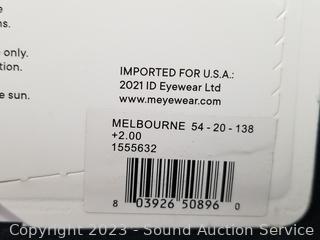 e
ns.
only.
tion.
e sun.
IMPORTED FOR U.S.A.:
2021 ID Eyewear Ltd
www.meyewear.com
MELBOURNE 54 - 20 - 138
+2.00
1555632
8 03926 50896 0
Copyright © 2023 - Sound Auction Service